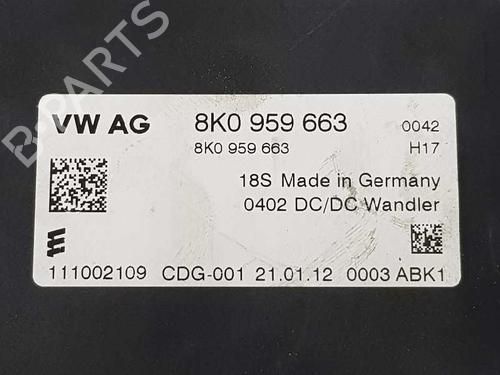 B-PARTS
VW AG 8K0 959 663 0042
8K0 959 663 H17
18S Made in Germany
0402 DC/DC Wandler
111002109 CDG-001 21.01.12 0003 ABK1